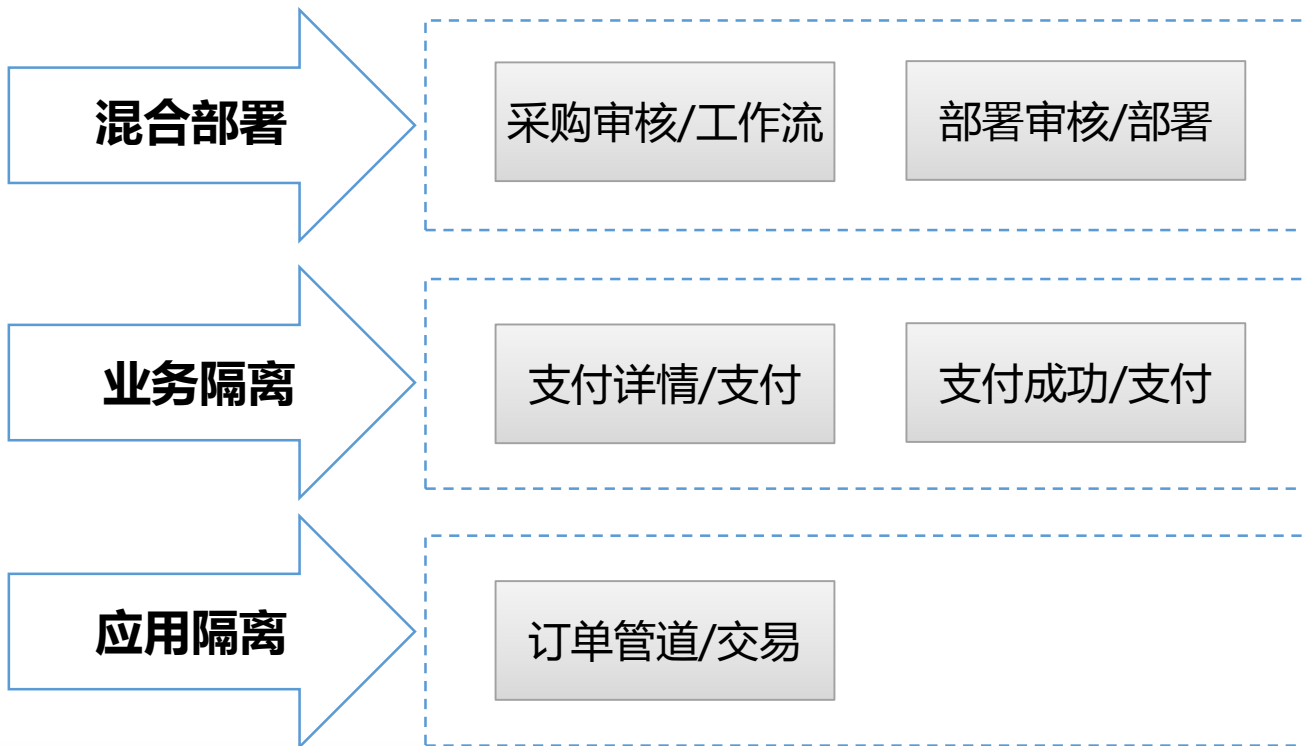 混合部署
采购审核/工作流
部署审核/部署
业务隔离
支付详情/支付
支付成功/支付
应用隔离
订单管道/交易